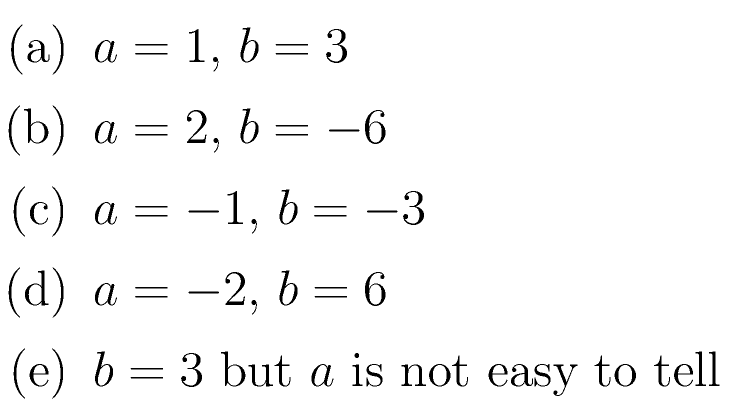 (a) a = 1, b = 3
(b) a = 2, b = −6
(c) a = −1, b = −3
(d) a = −2, b = 6
(e) b = 3 but a is not easy to tell